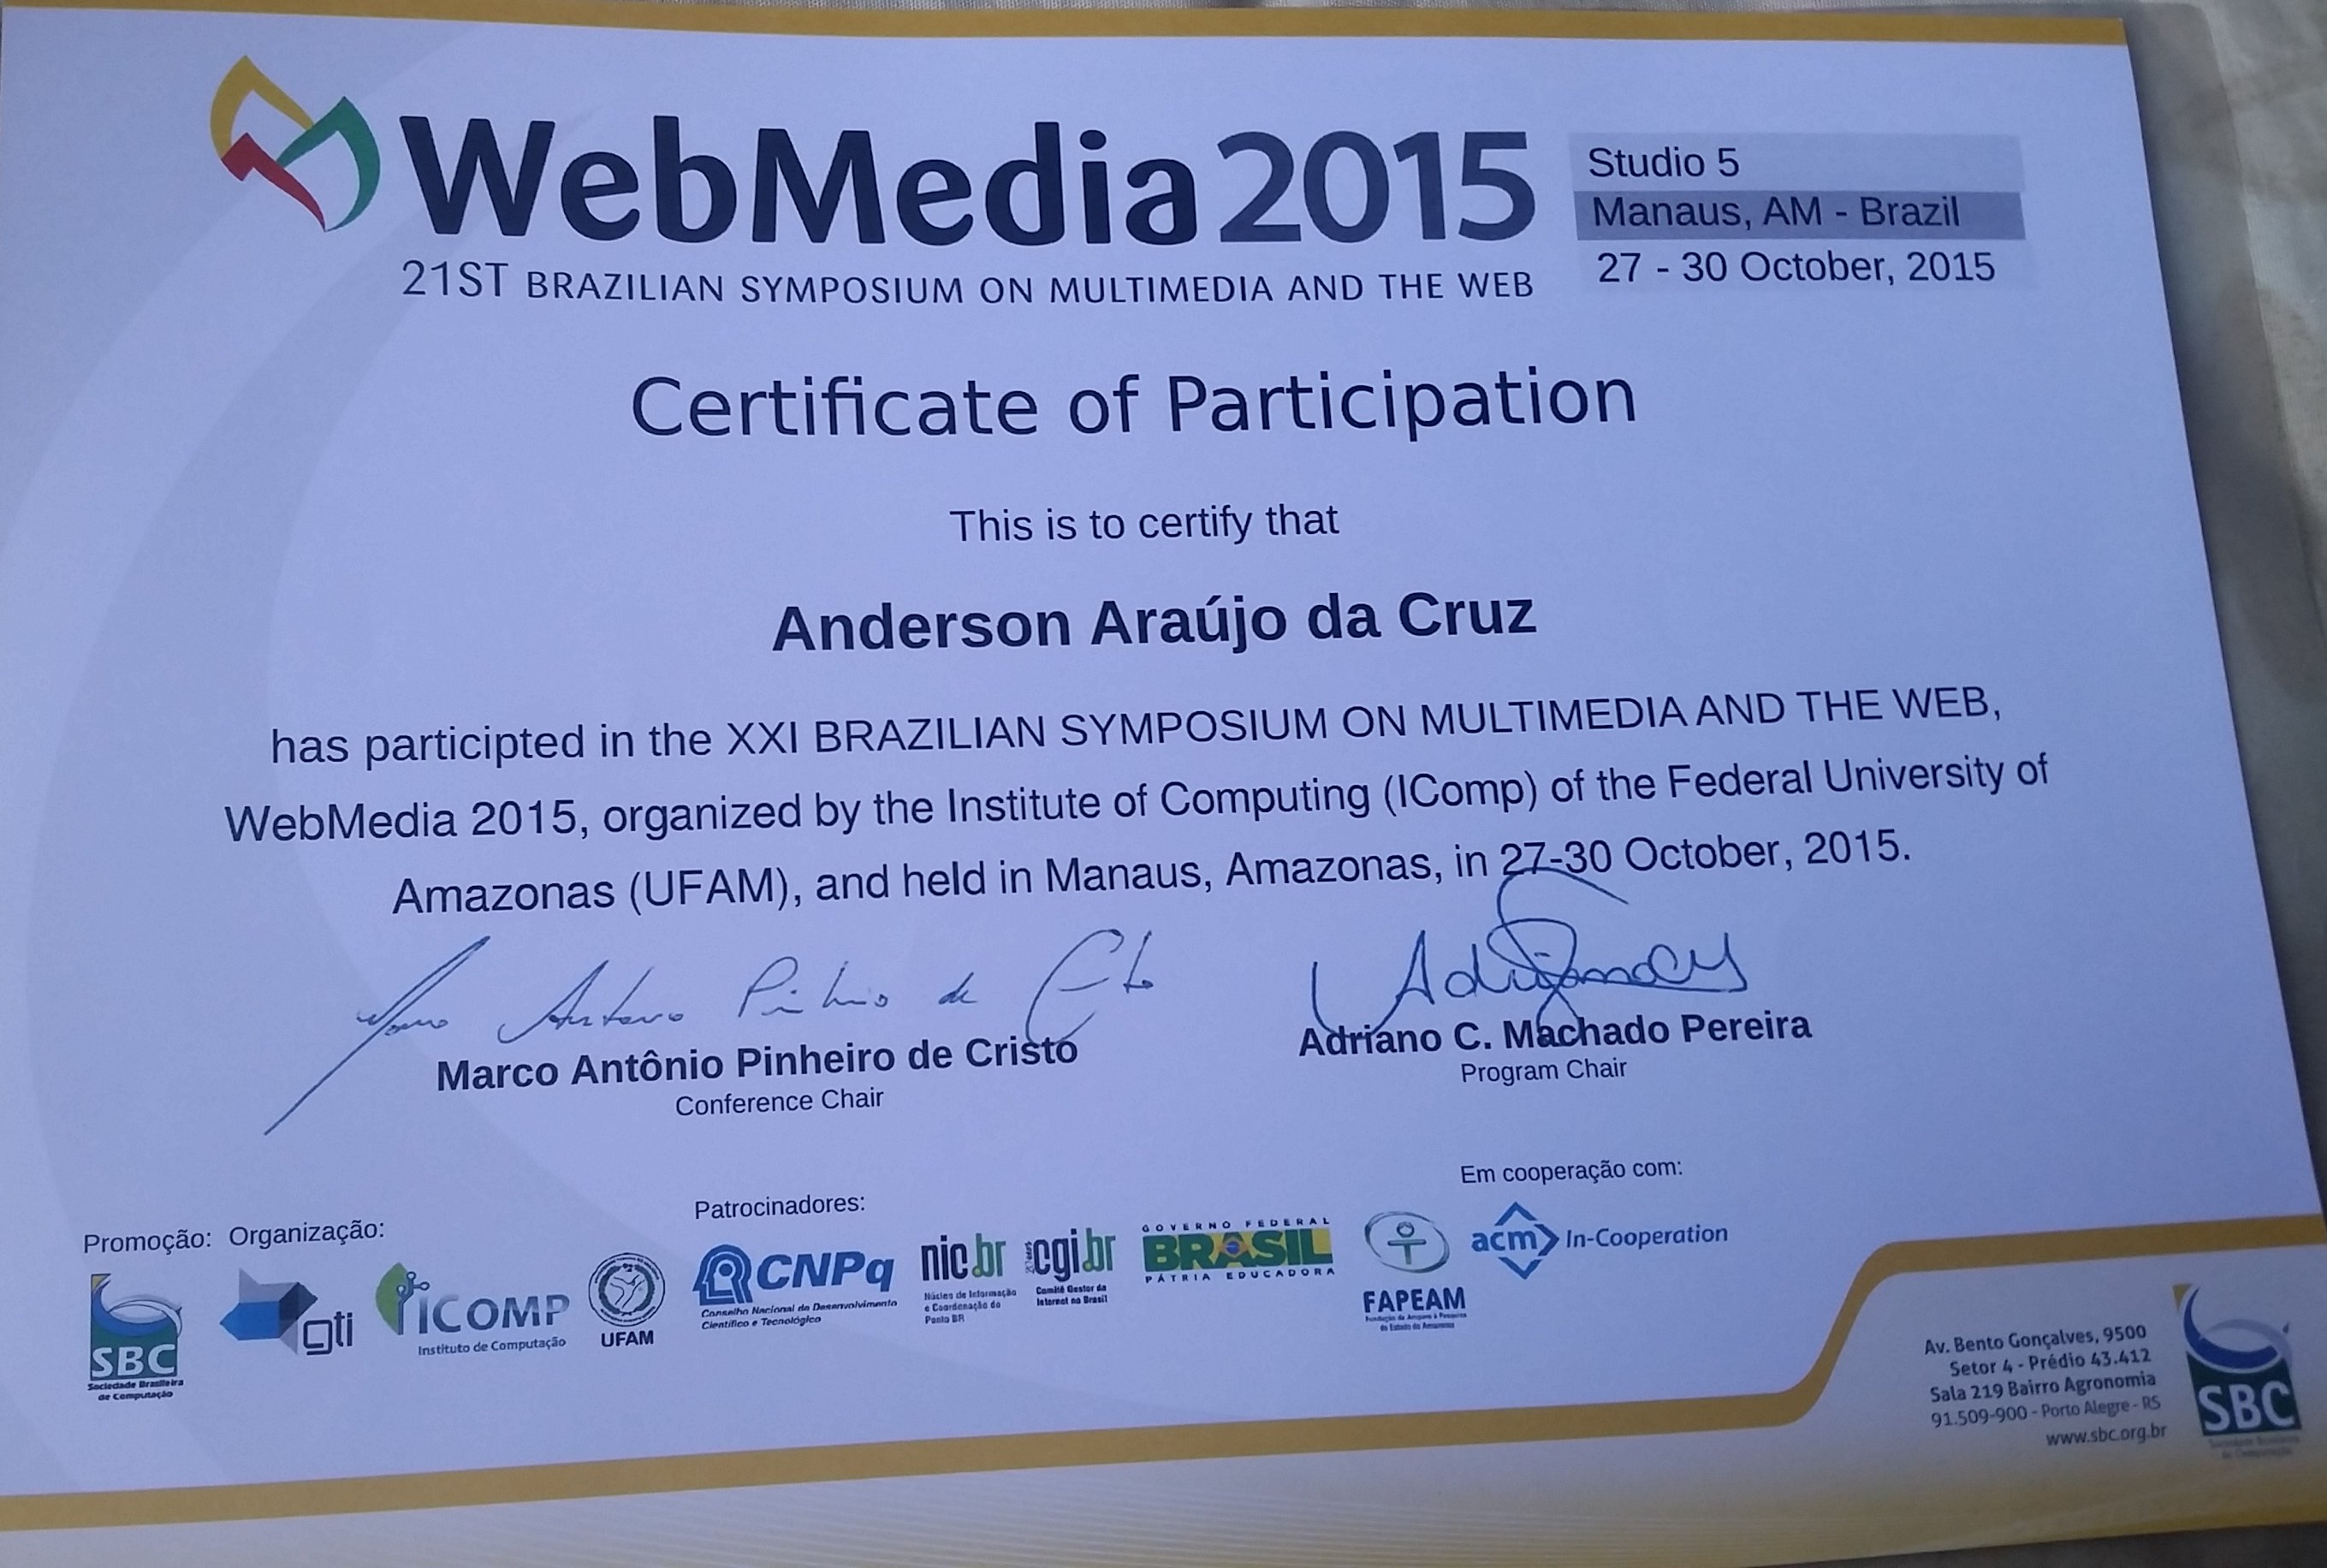 WebMedia 2015
21ST BRAZILIAN SYMPOSIUM ON MULTIMEDIA AND THE WEB
Studio 5
Manaus, AM - Brazil
27 - 30 October, 2015
Certificate of Participation
This is to certify that
Anderson Araújo da Cruz
has participted in the XXI BRAZILIAN SYMPOSIUM ON MULTIMEDIA AND THE WEB,
WebMedia 2015, organized by the Institute of Computing (IComp) of the Federal University of
Amazonas (UFAM), and held in Manaus, Amazonas, in 27-30 October, 2015.
Marco Antônio Pinheiro de Cristo
Conference Chair
Adriano C. Machado Pereira
Program Chair
Promoção:
SBC
Sociedade Brasileira
de Computação
Organização:
gti
ICOMP
Instituto de Computação
UFAM
Patrocinadores:
CNPq
Conselho Nacional de Desenvolvimento
Científico e Tecnológico
nic.br
Núcleo de Informação
e Coordenação do
Ponto BR
cgi.br
Comitê Gestor da
Internet no Brasil
GOVERNO FEDERAL
BRASIL
PÁTRIA EDUCADORA
FAPEAM
Fundação de Amparo à Pesquisa
do Estado do Amazonas
Em cooperação com:
acm In-Cooperation
Av. Bento Gonçalves, 9500
Setor 4 - Prédio 43.412
Sala 219 Bairro Agronomia
91.509-900 - Porto Alegre - RS
www.sbc.org.br
SBC
Sociedade Brasileira
de Computação